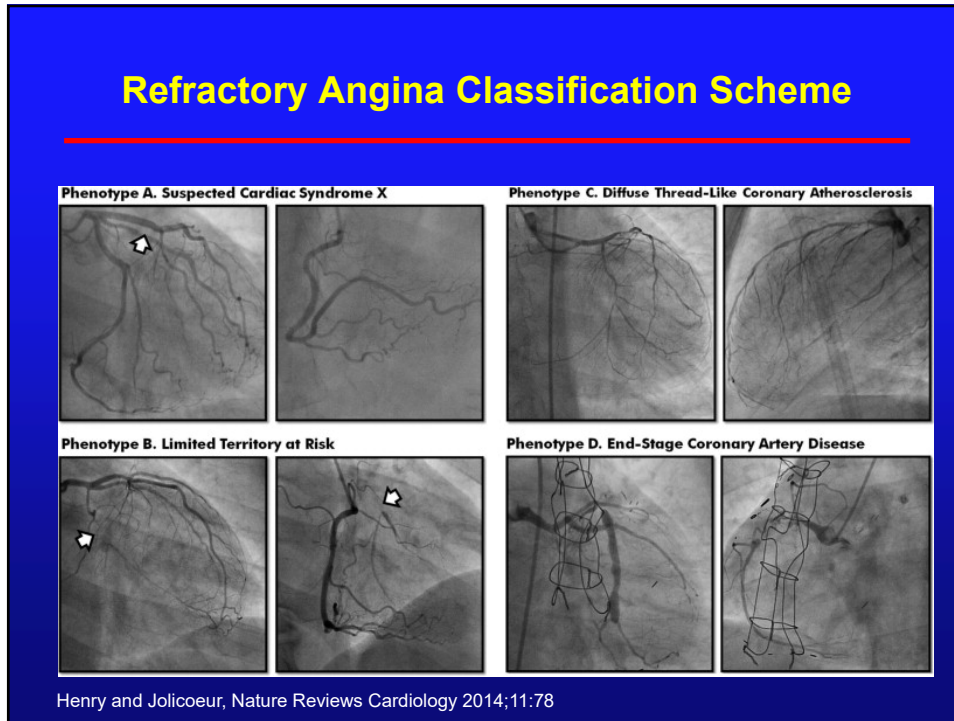 Refractory Angina Classification Scheme
Phenotype A. Suspected Cardiac Syndrome X
Phenotype C. Diffuse Thread-Like Coronary Atherosclerosis
Phenotype B. Limited Territory at Risk
Phenotype D. End-Stage Coronary Artery Disease
Henry and Jolicoeur, Nature Reviews Cardiology 2014;11:78